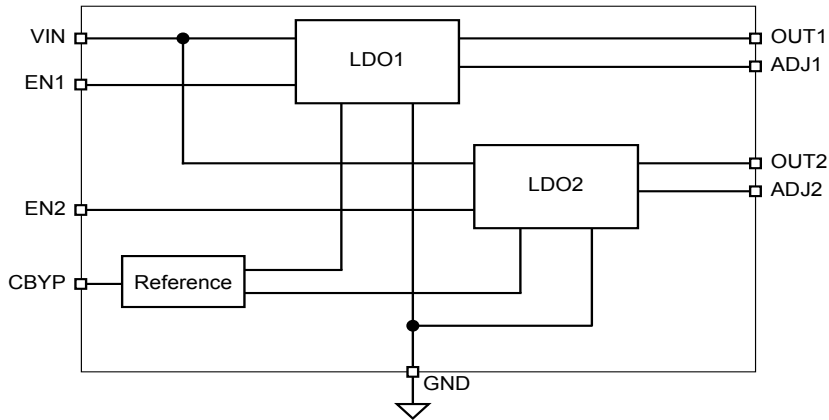 VIN
LDO1
OUT1
ADJ1
EN1
OUT2
LDO2
ADJ2
EN2
CBYP
Reference
GND